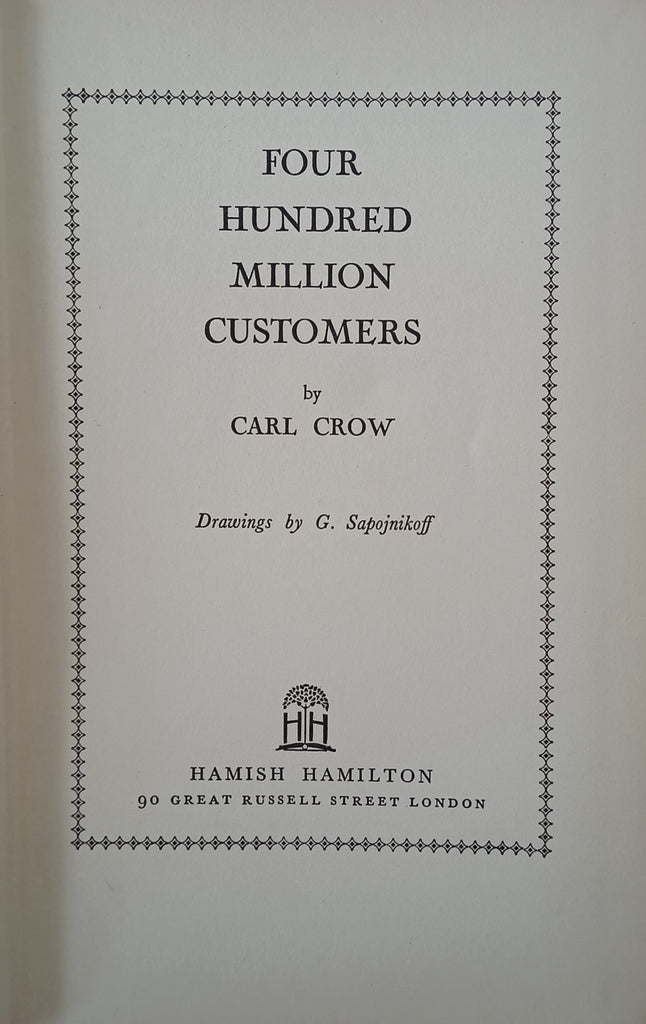 FOUR
HUNDRED
MILLION
CUSTOMERS
by
CARL CROW
Drawings by G. Sapojnikoff
HH
HAMISH HAMILTON
90 GREAT RUSSELL STREET LONDON